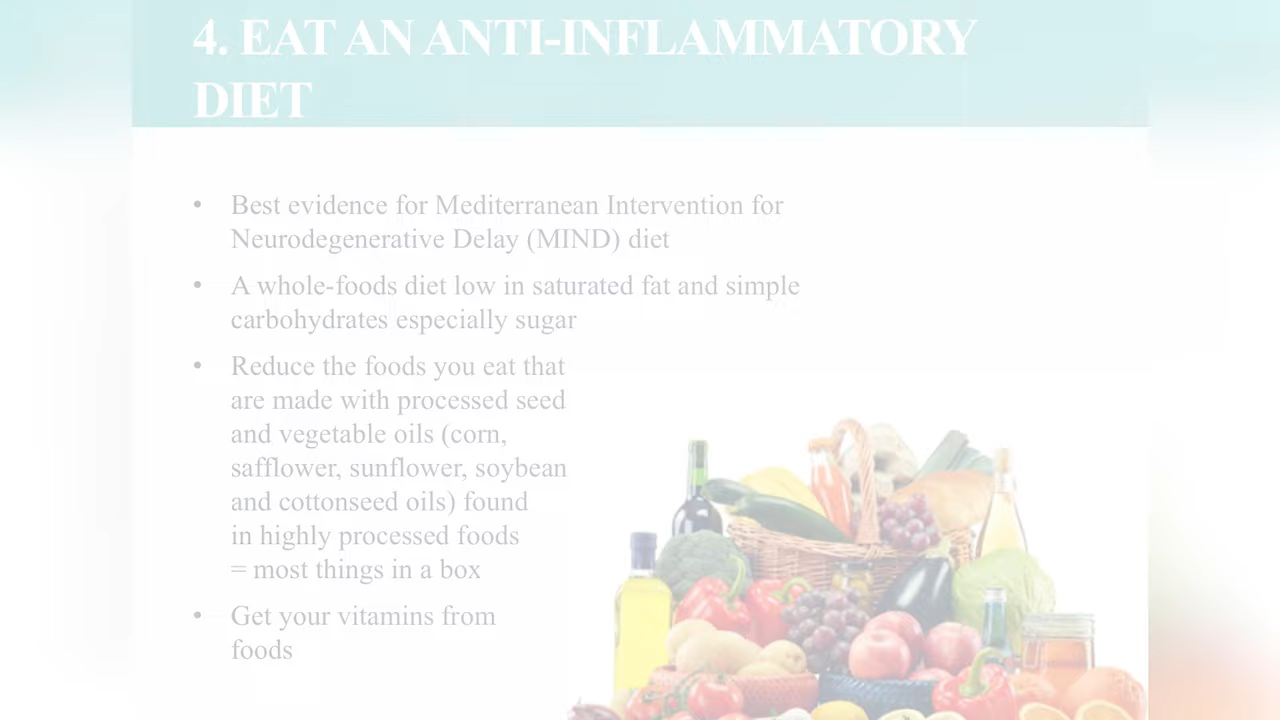 4. EAT AN ANTI-INFLAMMATORY
DIET
• Best evidence for Mediterranean Intervention for
Neurodegenerative Delay (MIND) diet
• A whole-foods diet low in saturated fat and simple
carbohydrates especially sugar
• Reduce the foods you eat that
are made with processed seed
and vegetable oils (corn,
safflower, sunflower, soybean
and cottonseed oils) found
in highly processed foods
= most things in a box
• Get your vitamins from
foods